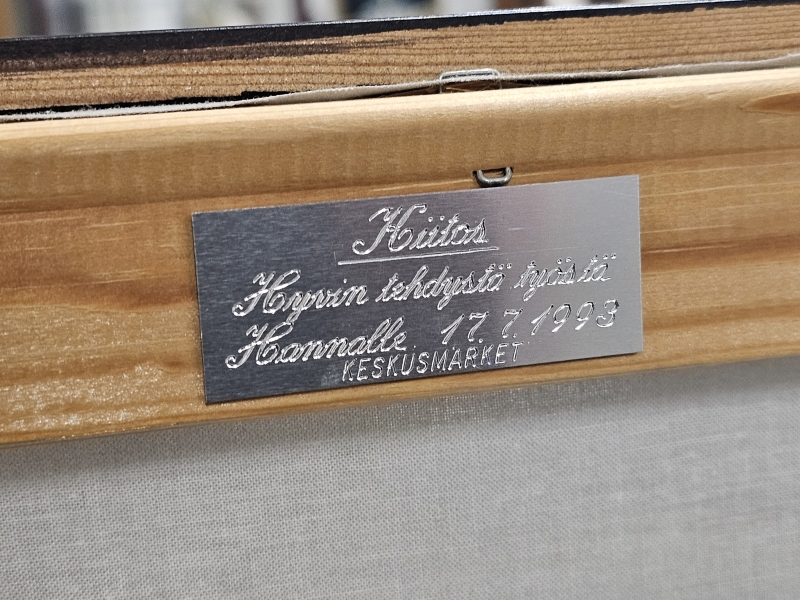 Kiitos
Hyvin tehdystä työstä
Hannalle 17.7.1993
KESKUSMARKET